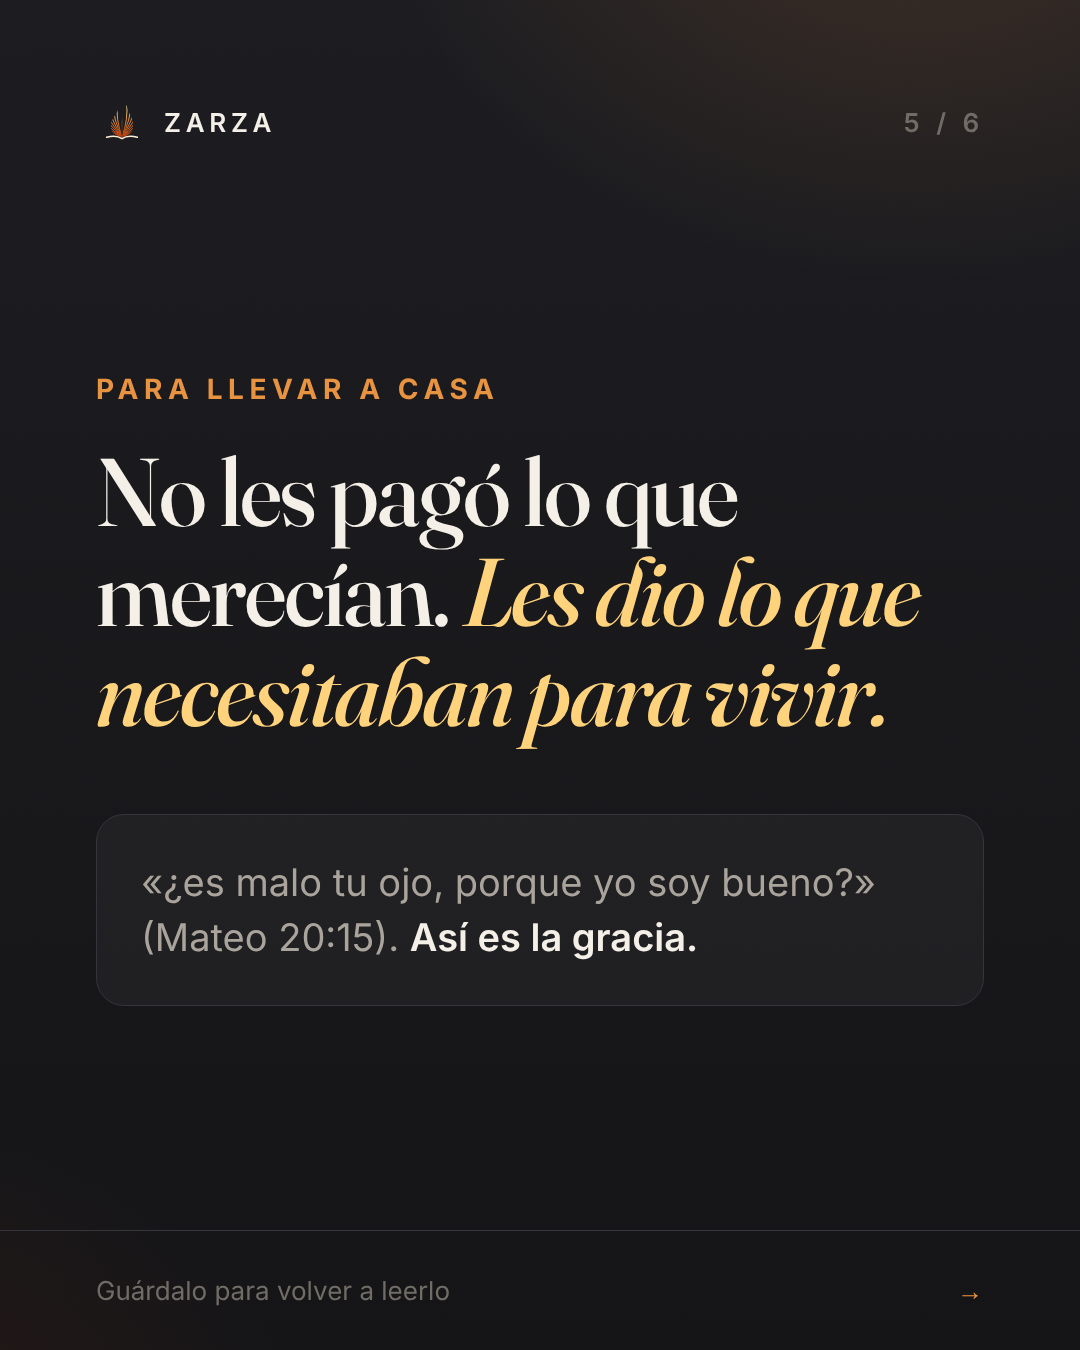 ZARZA
5 / 6
PARA LLEVAR A CASA
No les pagó lo que
merecían. Les dio lo que
necesitaban para vivir.
«¿es malo tu ojo, porque yo soy bueno?»
(Mateo 20:15). Así es la gracia.
Guárdalo para volver a leerlo
→